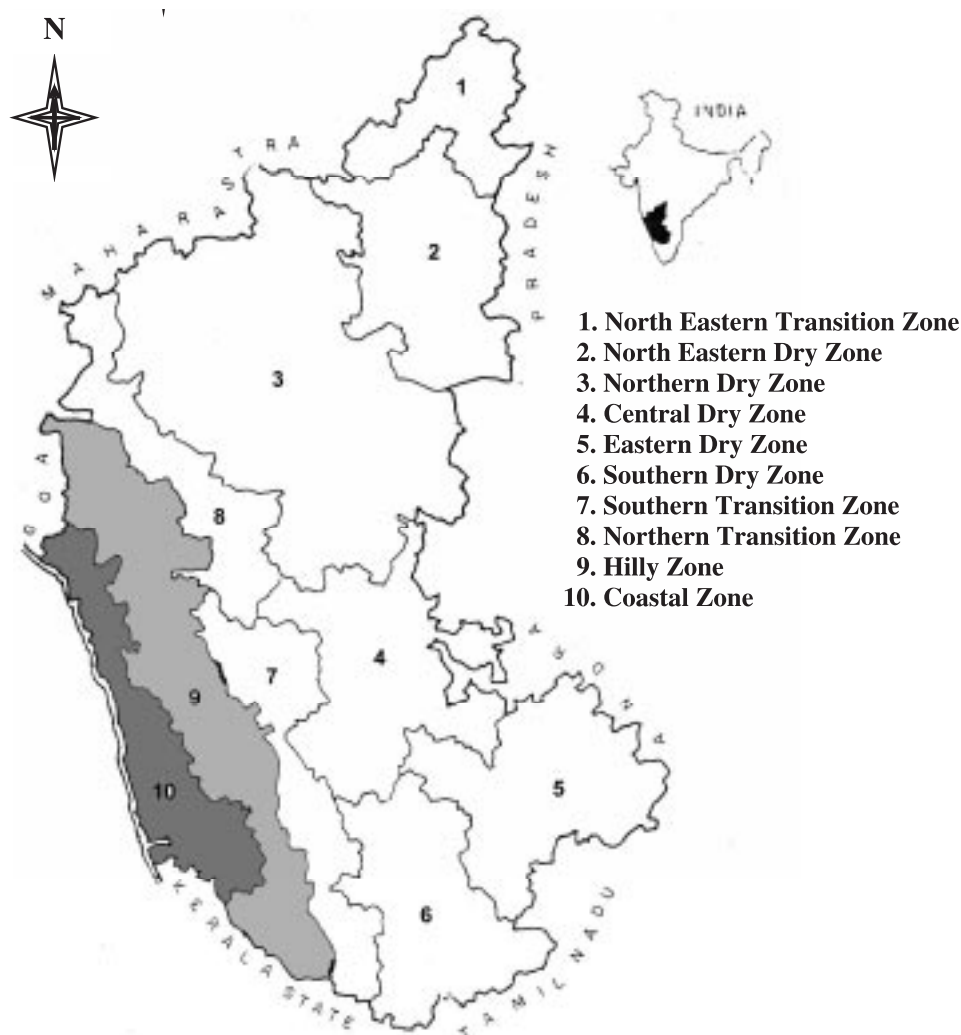 N
INDIA
MAHARASTRA
PRADESH
1
2
3
1. North Eastern Transition Zone
2. North Eastern Dry Zone
3. Northern Dry Zone
4. Central Dry Zone
5. Eastern Dry Zone
6. Southern Dry Zone
7. Southern Transition Zone
8. Northern Transition Zone
9. Hilly Zone
10. Coastal Zone
GOA
8
7
4
9
10
5
6
KERALA STATE
TAMIL NADU